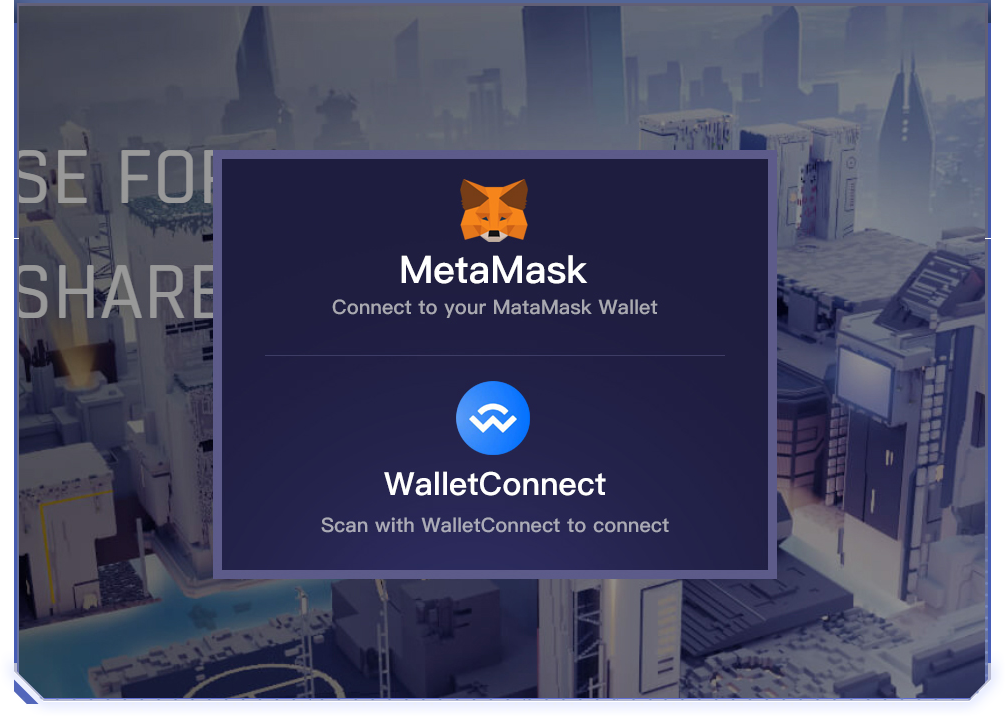 SE FOR
SHARE
MetaMask
Connect to your MataMask Wallet
WalletConnect
Scan with WalletConnect to connect